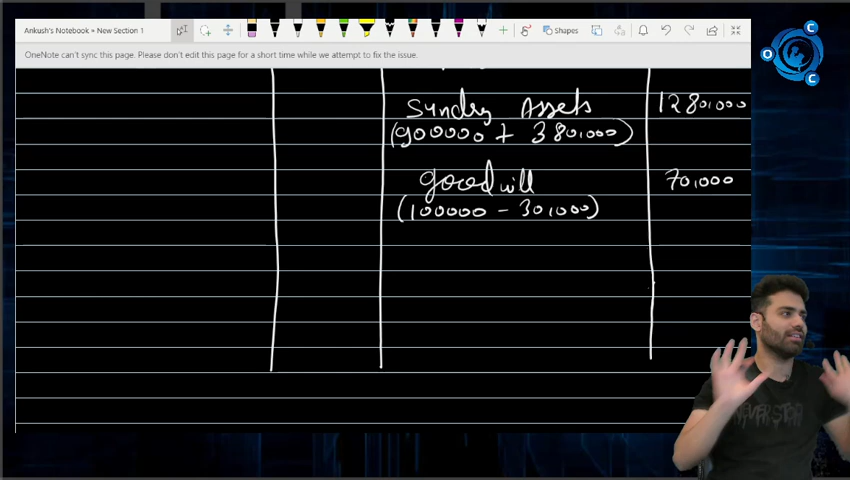 Ankush's Notebook » New Section 1
Shapes
OneNote can't sync this page. Please don't edit this page for a short time while we attempt to fix the issue.
Sundry Assets 1280,000
(900000 + 380,000)
goodwill 70,000
(100000 - 30,000)
O C C
NEVER STOP